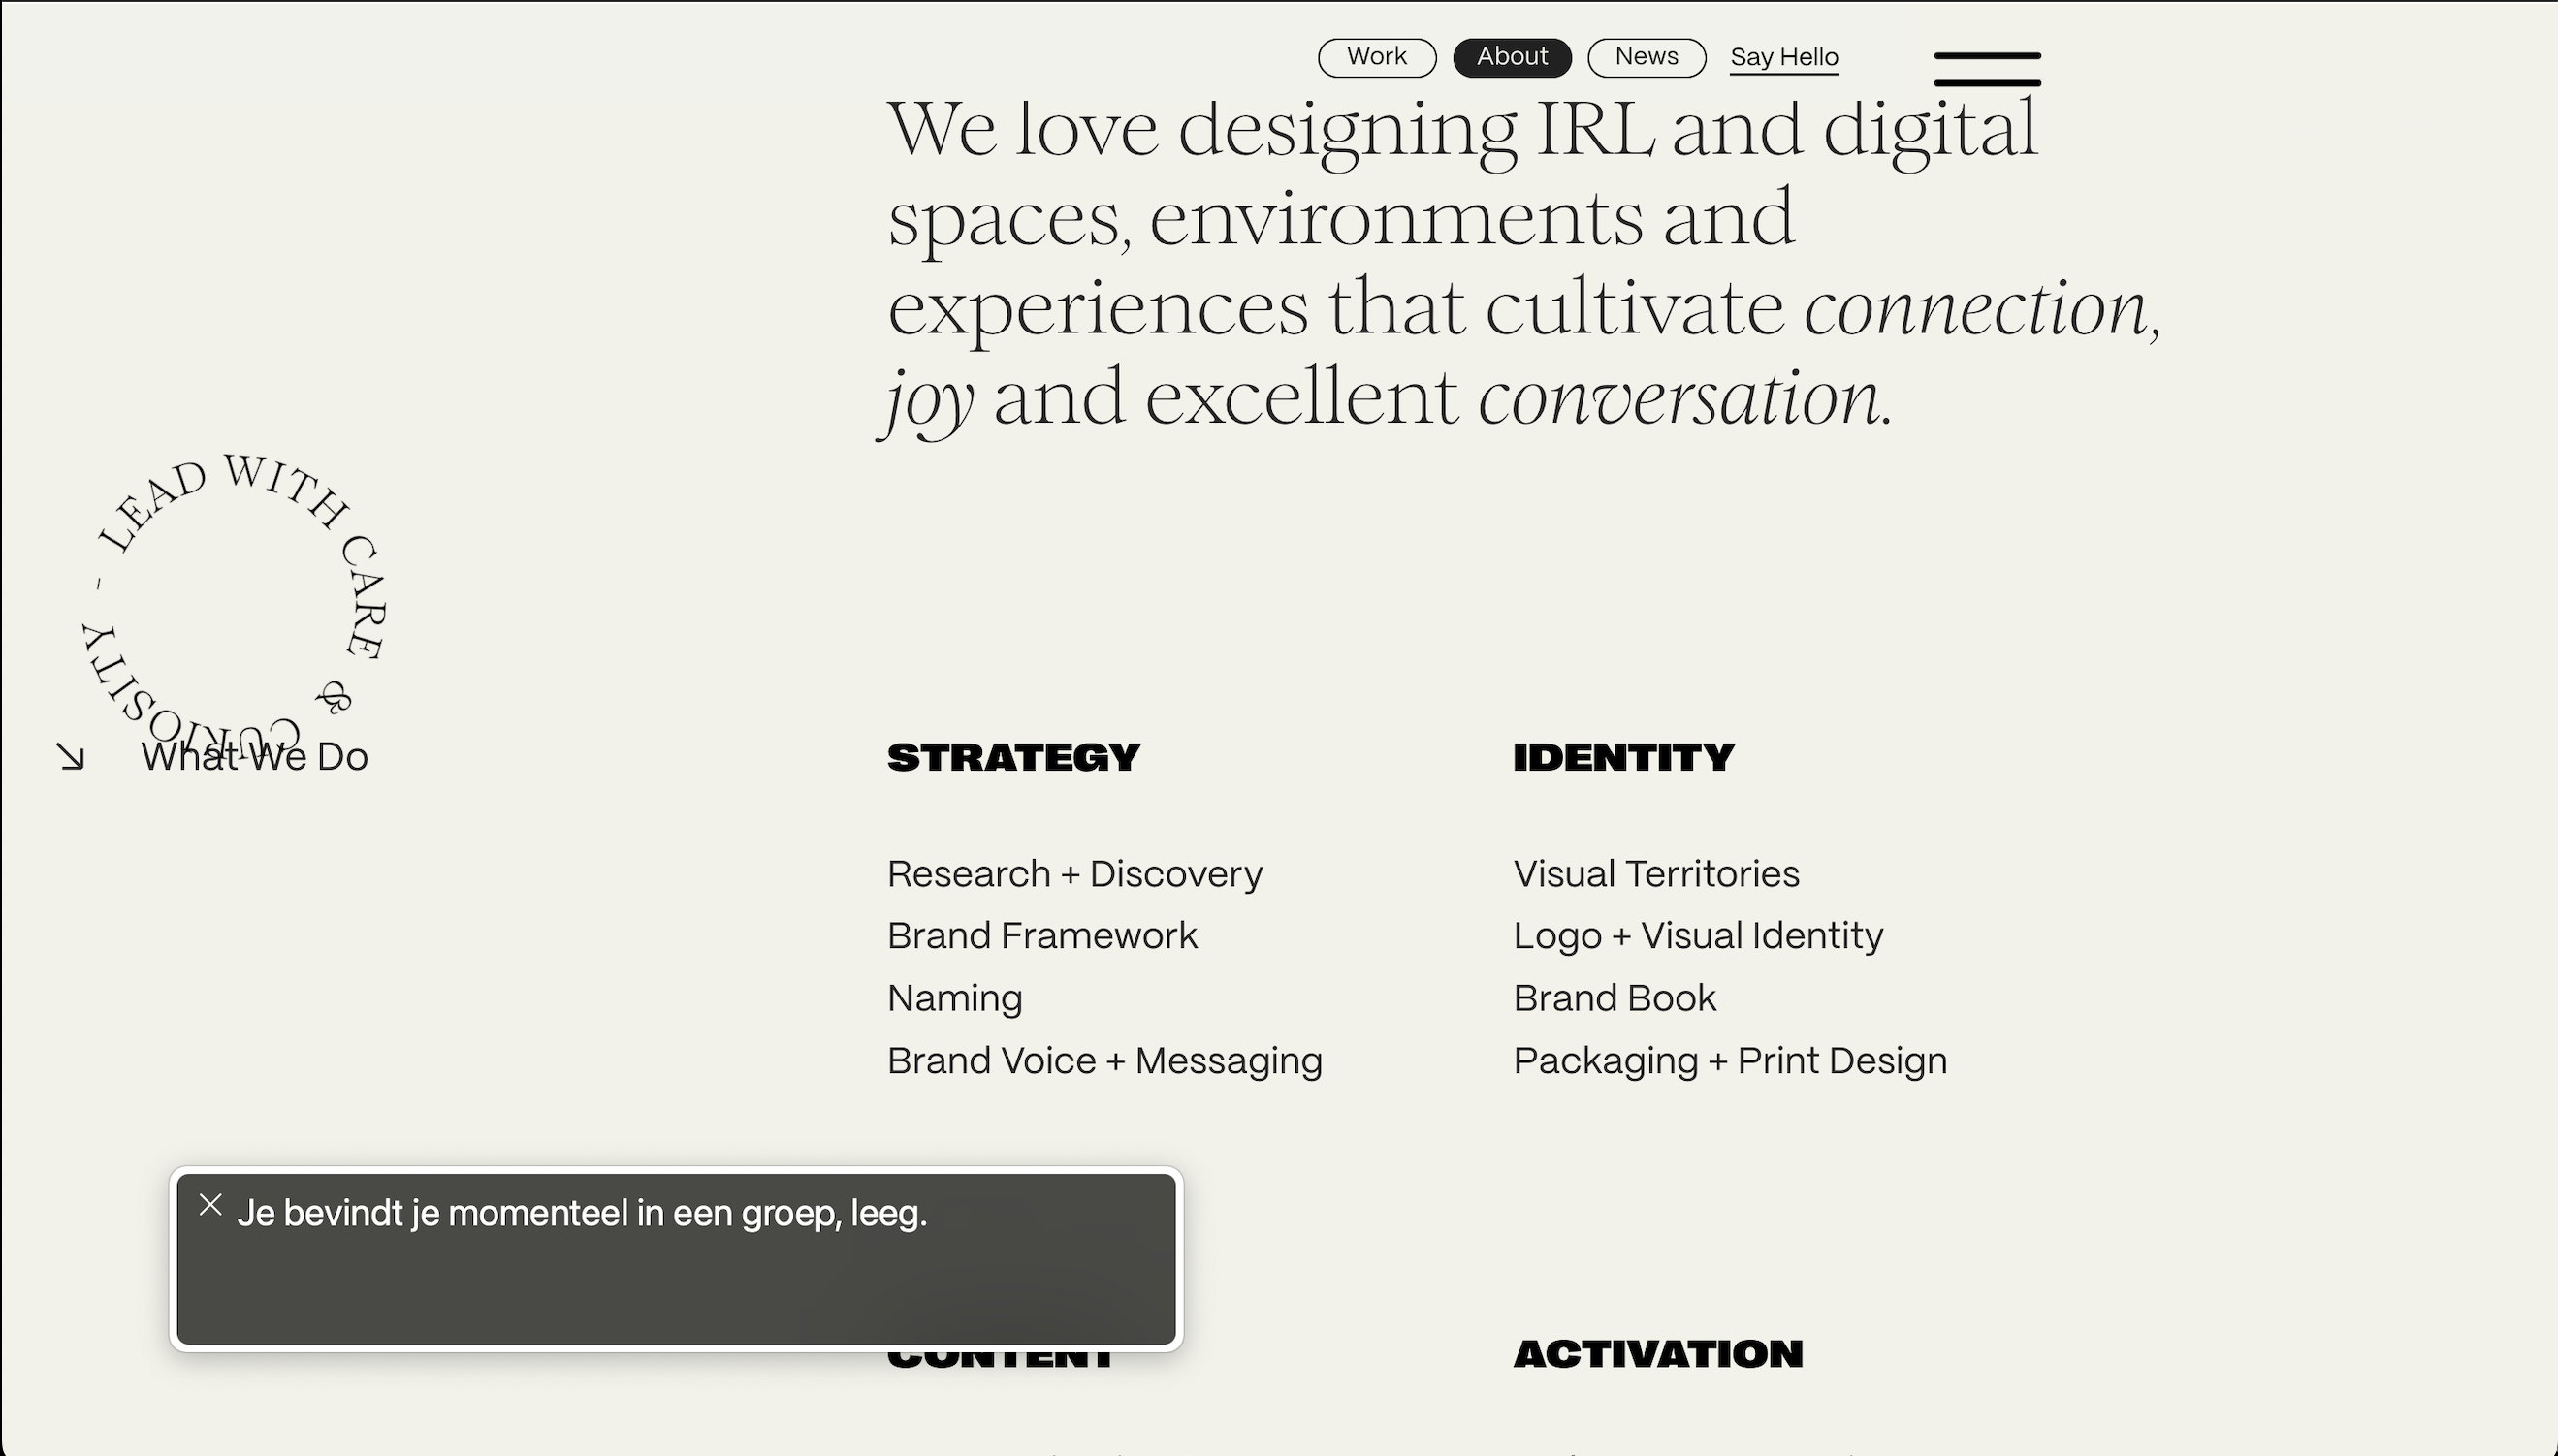 Work
About
News
Say Hello
We love designing IRL and digital
spaces, environments and
experiences that cultivate connection,
joy and excellent conversation.
LEAD WITH CARE & CURIOSITY -
What We Do
STRATEGY
Research + Discovery
Brand Framework
Naming
Brand Voice + Messaging
IDENTITY
Visual Territories
Logo + Visual Identity
Brand Book
Packaging + Print Design
Je bevindt je momenteel in een groep, leeg.
CONTENT
ACTIVATION